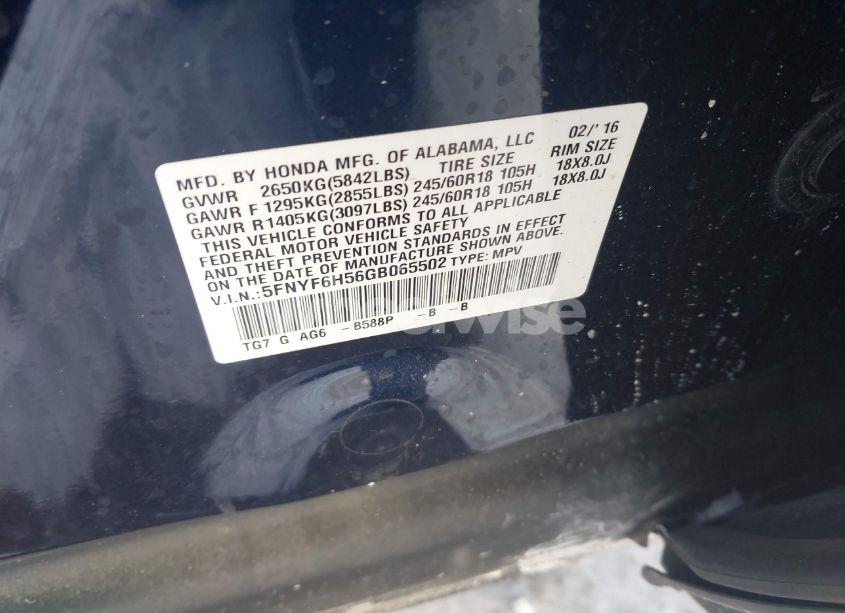 MFD. BY HONDA MFG. OF ALABAMA, LLC 02/' 16
GVWR 2650KG(5842LBS) TIRE SIZE RIM SIZE
GAWR F 1295KG(2855LBS) 245/60R18 105H 18X8.0J
GAWR R 1405KG(3097LBS) 245/60R18 105H 18X8.0J
THIS VEHICLE CONFORMS TO ALL APPLICABLE
FEDERAL MOTOR VEHICLE SAFETY
AND THEFT PREVENTION STANDARDS IN EFFECT
ON THE DATE OF MANUFACTURE SHOWN ABOVE.
V.I.N.:5FNYF6H56GB065502 TYPE: MPV
TG7 G AG6 -B588P -B -B